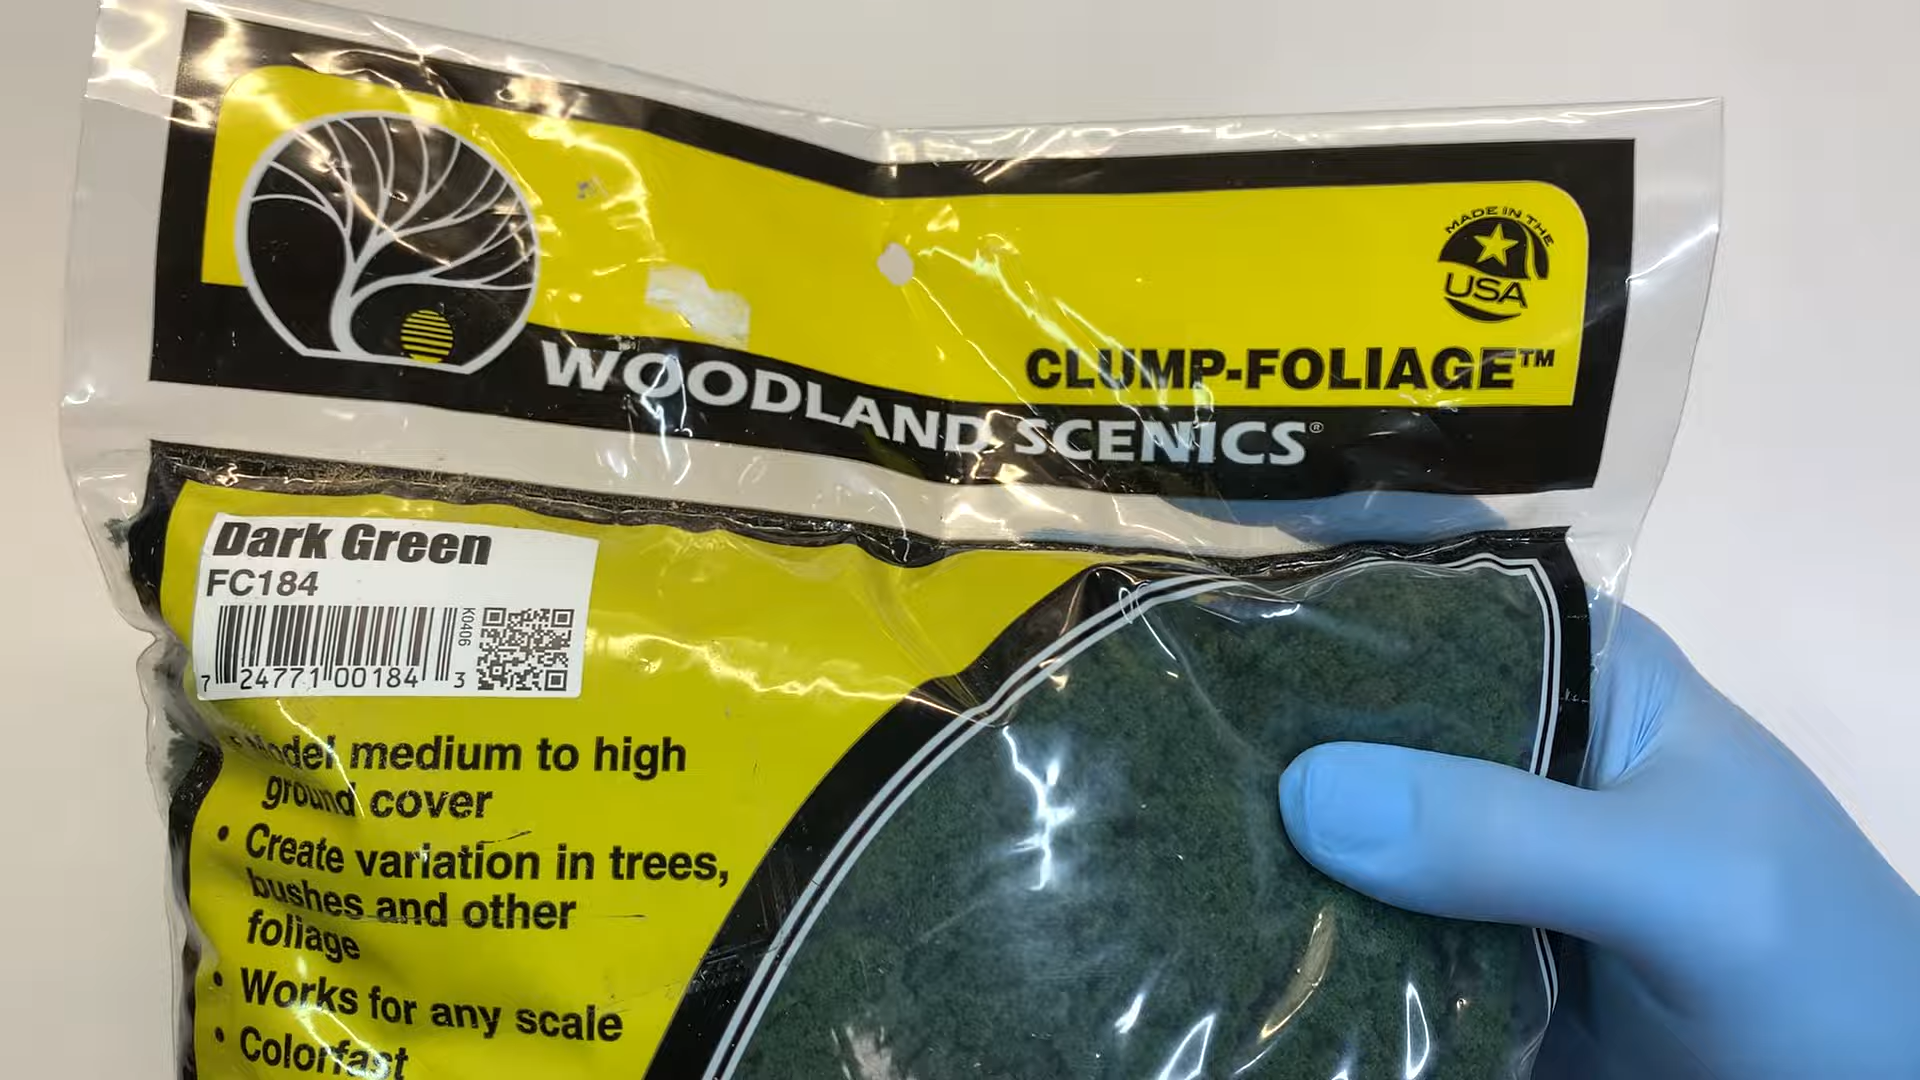 MADE IN THE
USA
CLUMP-FOLIAGE™
WOODLAND SCENICS®
Dark Green
FC184
K0406
7 24771 00184 3
• Model medium to high
ground cover
• Create variation in trees,
bushes and other
foliage
• Works for any scale
• Colorfast